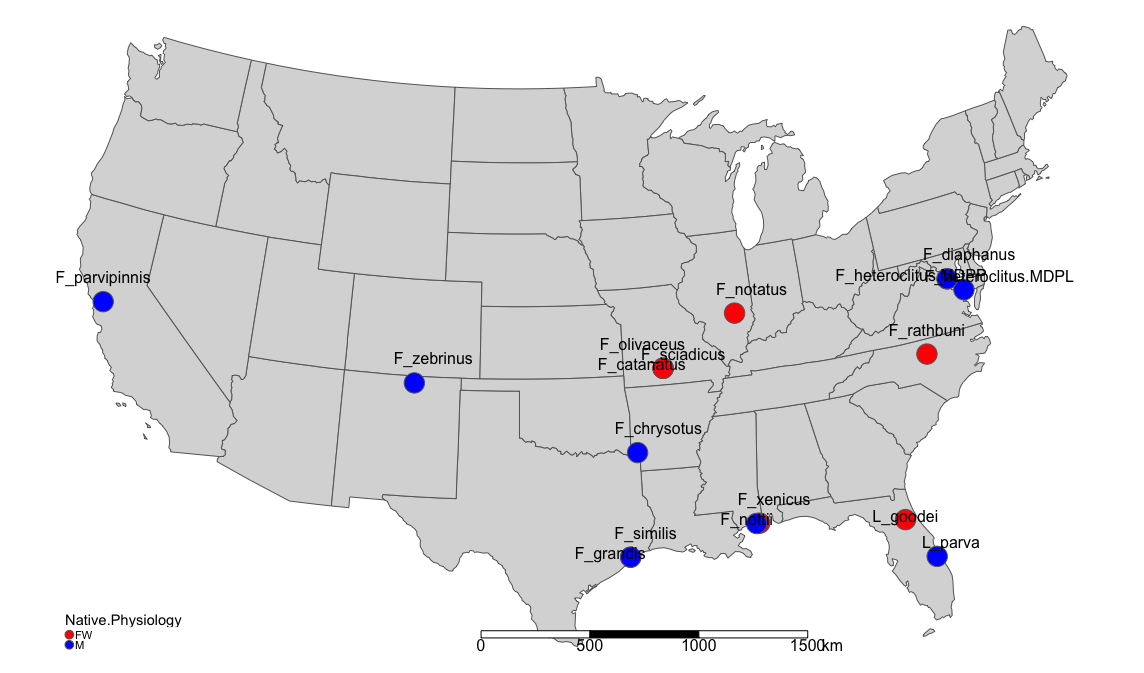 F_diaphanus
F_heteroclitus.MDPP
F_heteroclitus.MDPL
F_parvipinnis
F_notatus
F_rathbuni
F_olivaceus
F_sciadicus
F_catanatus
F_zebrinus
F_chrysotus
F_xenicus
F_nottii
L_goodei
F_similis
F_grandis
L_parva
Native.Physiology
FW
M
0 500 1000 1500 km